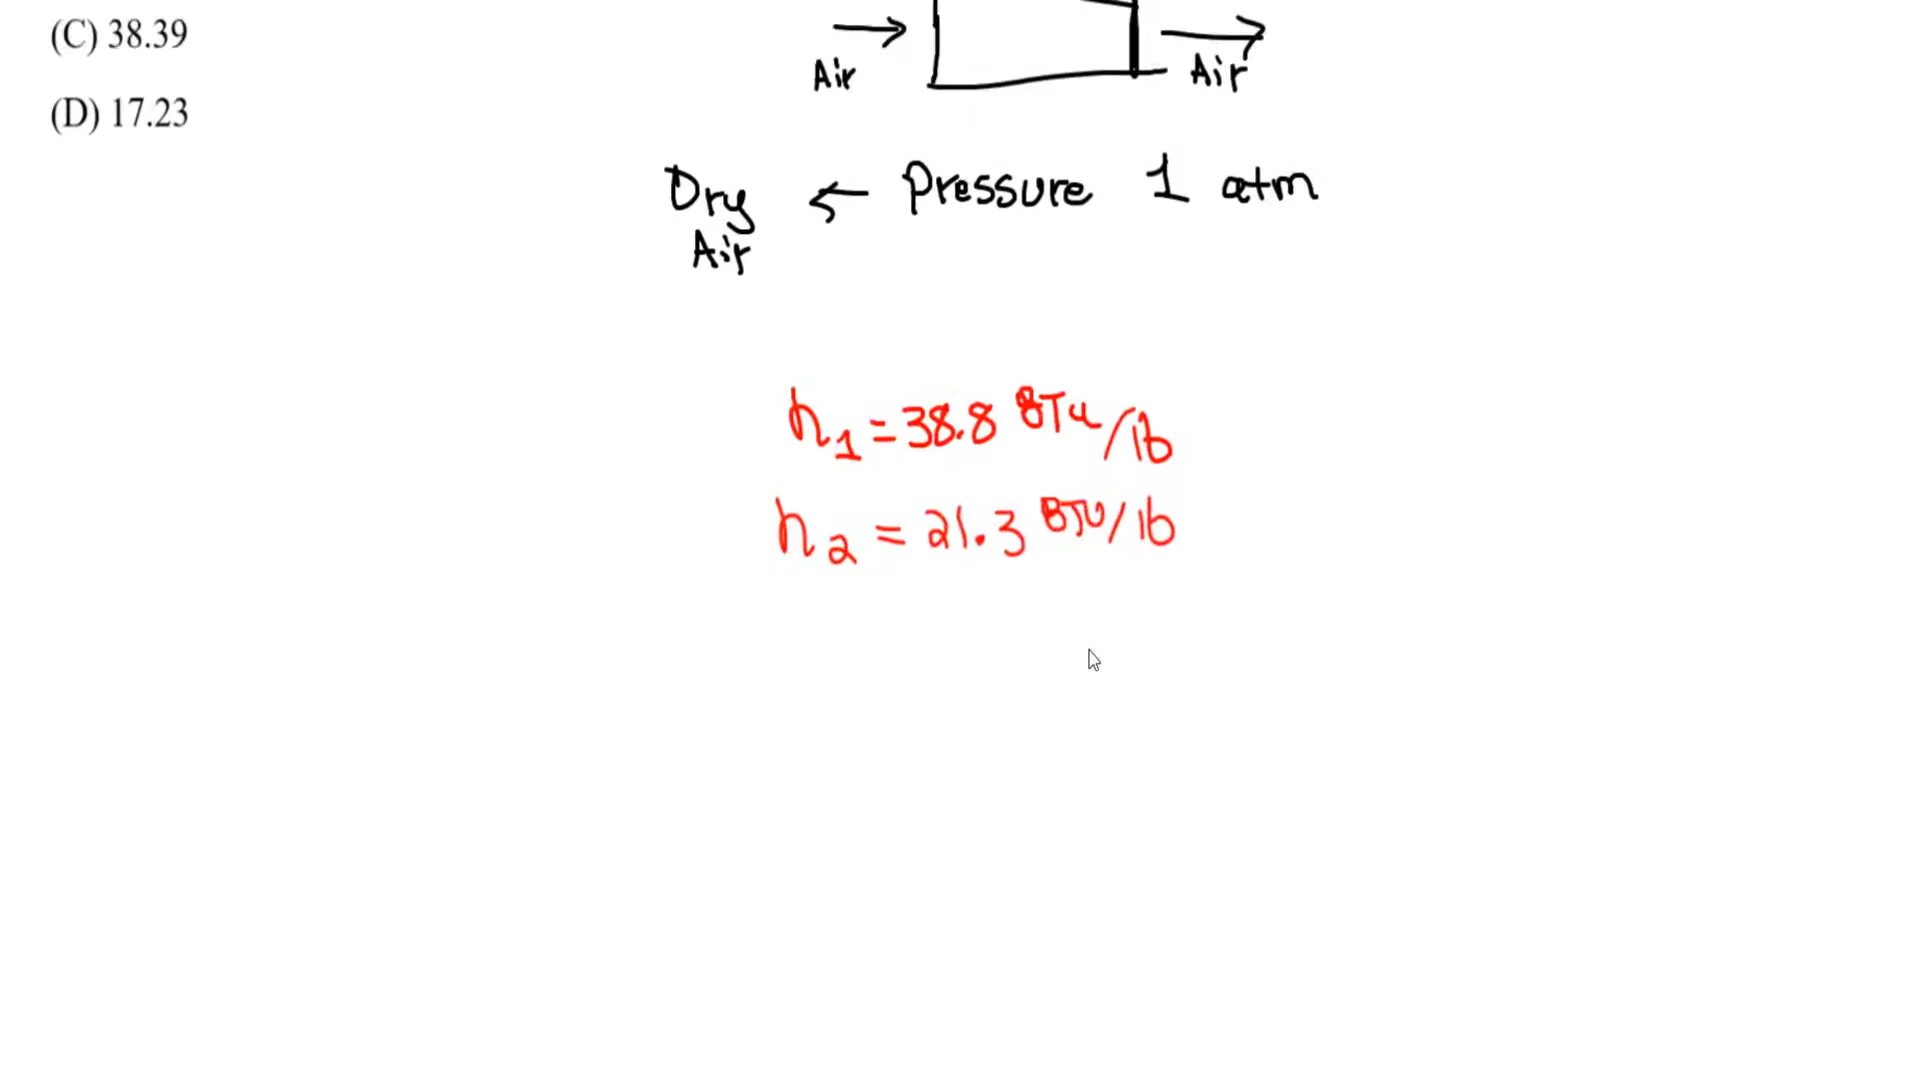 (C) 38.39
Air
Air
(D) 17.23
Dry ← Pressure 1 atm
Air
h1 = 38.8 BTu/lb
h2 = 21.3 BTU/lb